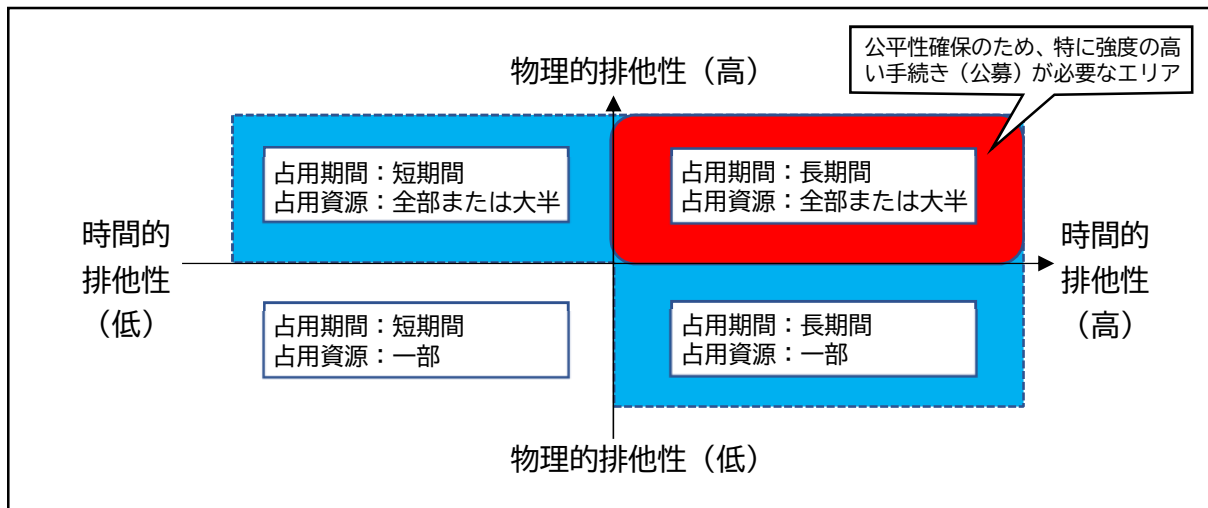 公平性確保のため、特に強度の高
い手続き（公募）が必要なエリア
物理的排他性（高）
占用期間：短期間
占用資源：全部または大半
占用期間：長期間
占用資源：全部または大半
時間的
排他性
（低）
時間的
排他性
（高）
占用期間：短期間
占用資源：一部
占用期間：長期間
占用資源：一部
物理的排他性（低）